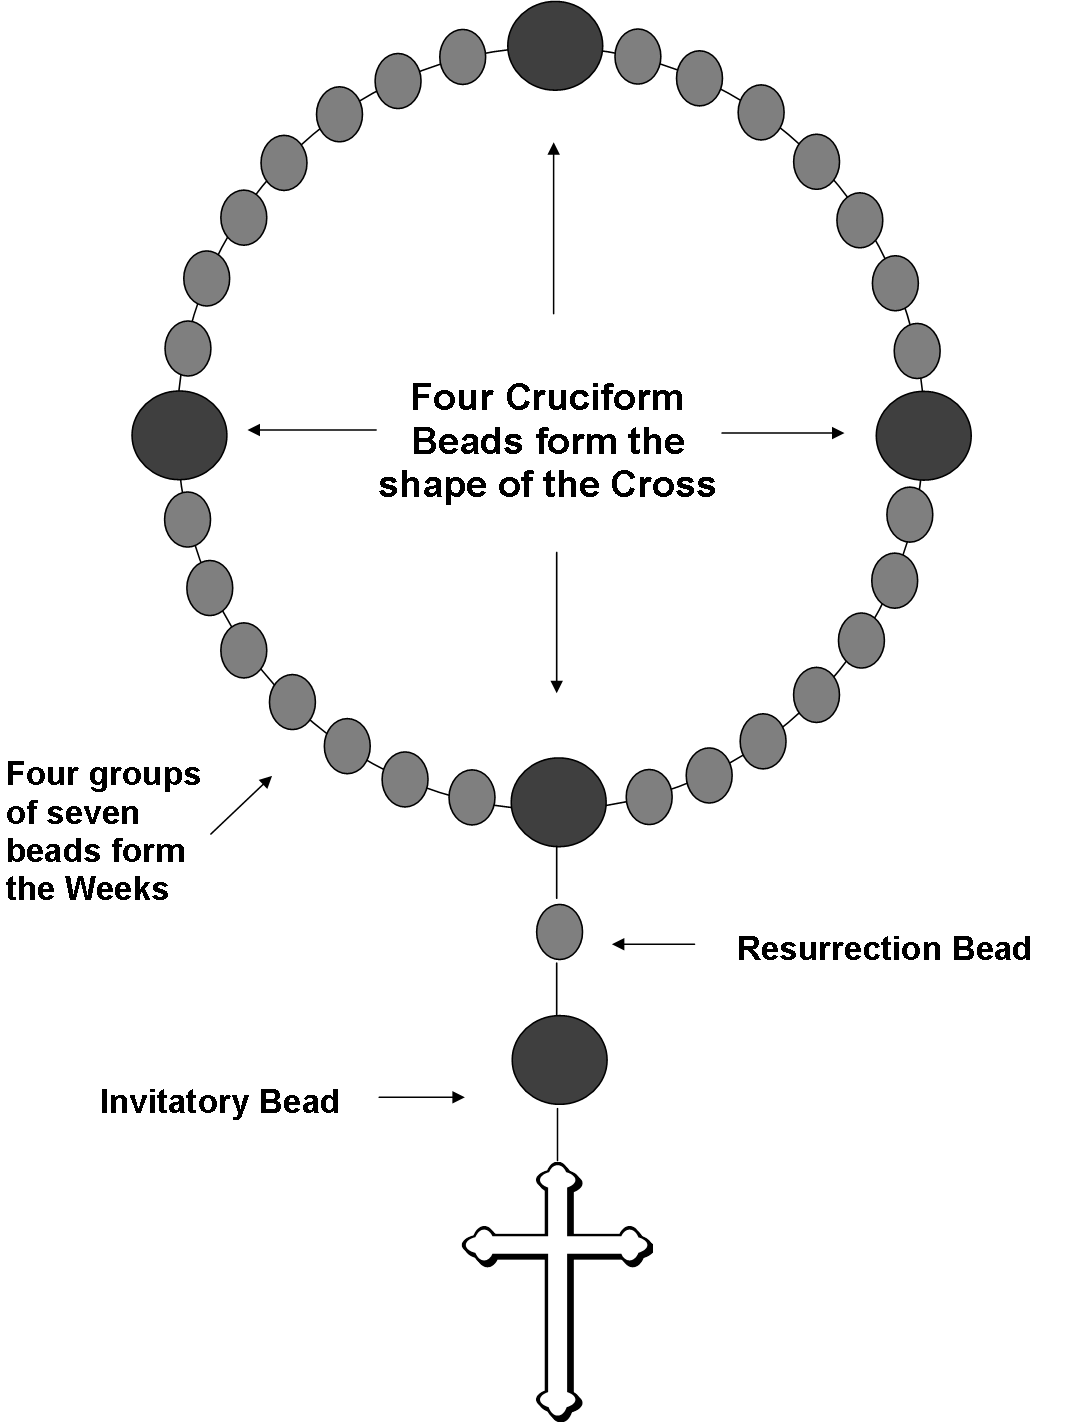 Four Cruciform
Beads form the
shape of the Cross
Four groups
of seven
beads form
the Weeks
Resurrection Bead
Invitatory Bead